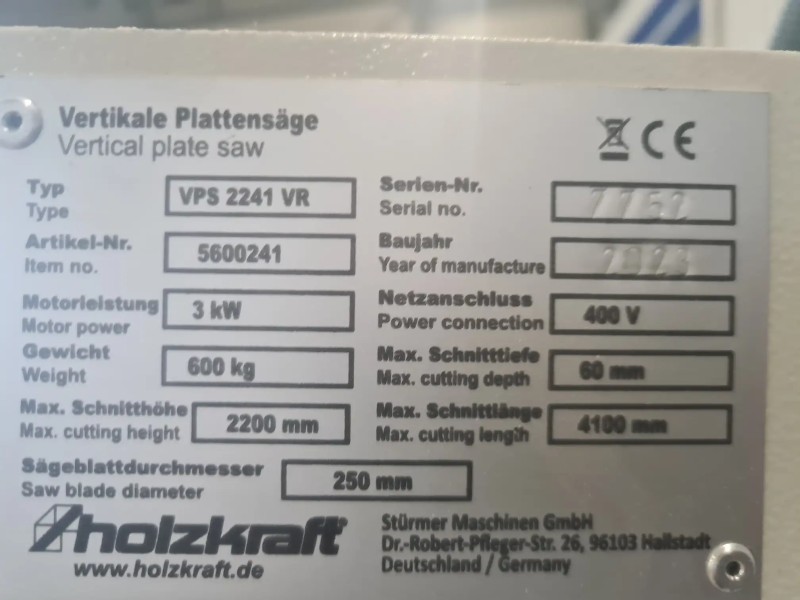 Vertikale Plattensäge
Vertical plate saw
CE
Typ
Type
VPS 2241 VR
Serien-Nr.
Serial no.
7752
Artikel-Nr.
Item no.
5600241
Baujahr
Year of manufacture
2023
Motorleistung
Motor power
3 kW
Netzanschluss
Power connection
400 V
Gewicht
Weight
600 kg
Max. Schnitttiefe
Max. cutting depth
60 mm
Max. Schnitthöhe
Max. cutting height
2200 mm
Max. Schnittlänge
Max. cutting length
4100 mm
Sägeblattdurchmesser
Saw blade diameter
250 mm
holzkraft
www.holzkraft.de
Stürmer Maschinen GmbH
Dr.-Robert-Pfleger-Str. 26, 96103 Hallstadt
Deutschland / Germany